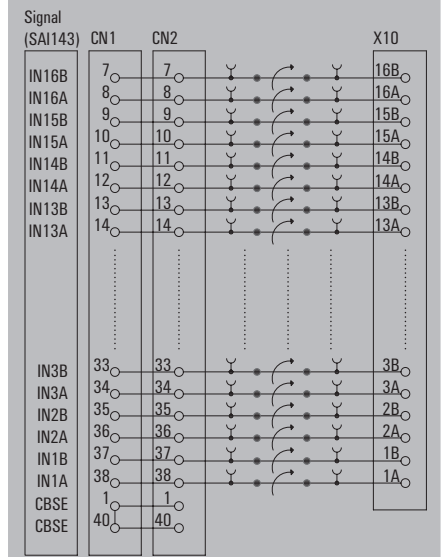 Signal
(SAI143) CN1 CN2 X10
IN16B 7 7 16B
IN16A 8 8 16A
IN15B 9 9 15B
IN15A 10 10 15A
IN14B 11 11 14B
IN14A 12 12 14A
IN13B 13 13 13B
IN13A 14 14 13A
IN3B 33 33 3B
IN3A 34 34 3A
IN2B 35 35 2B
IN2A 36 36 2A
IN1B 37 37 1B
IN1A 38 38 1A
CBSE 1 1
CBSE 40 40